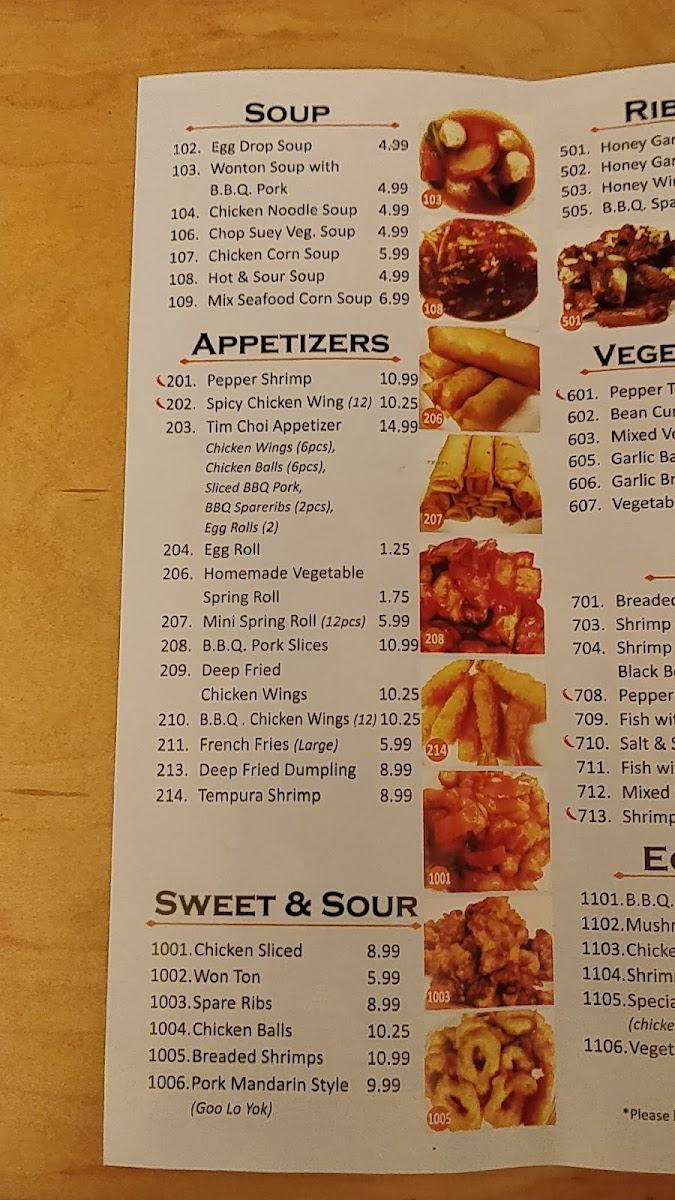 SOUP
102. Egg Drop Soup 4.99
103. Wonton Soup with
B.B.Q. Pork 4.99
104. Chicken Noodle Soup 4.99
106. Chop Suey Veg. Soup 4.99
107. Chicken Corn Soup 5.99
108. Hot & Sour Soup 4.99
109. Mix Seafood Corn Soup 6.99
103
108
APPETIZERS
201. Pepper Shrimp 10.99
202. Spicy Chicken Wing (12) 10.25
203. Tim Choi Appetizer 14.99
Chicken Wings (6pcs),
Chicken Balls (6pcs),
Sliced BBQ Pork,
BBQ Spareribs (2pcs),
Egg Rolls (2)
204. Egg Roll 1.25
206. Homemade Vegetable
Spring Roll 1.75
207. Mini Spring Roll (12pcs) 5.99
208. B.B.Q. Pork Slices 10.99
209. Deep Fried
Chicken Wings 10.25
210. B.B.Q . Chicken Wings (12) 10.25
211. French Fries (Large) 5.99
213. Deep Fried Dumpling 8.99
214. Tempura Shrimp 8.99
206
207
208
214
SWEET & SOUR
1001. Chicken Sliced 8.99
1002. Won Ton 5.99
1003. Spare Ribs 8.99
1004. Chicken Balls 10.25
1005. Breaded Shrimps 10.99
1006. Pork Mandarin Style 9.99
(Goo Lo Yok)
1001
1003
1005
RIB
501. Honey Gar
502. Honey Gar
503. Honey Wi
505. B.B.Q. Spa
501
VEGE
601. Pepper T
602. Bean Cu
603. Mixed Ve
605. Garlic Ba
606. Garlic Br
607. Vegetab
701. Breaded
703. Shrimp
704. Shrimp
Black B
708. Pepper
709. Fish wi
710. Salt & S
711. Fish wi
712. Mixed
713. Shrimp
1101. B.B.Q.
1102. Mushr
1103. Chicke
1104. Shrim
1105. Specia
(chicke
1106. Veget
*Please